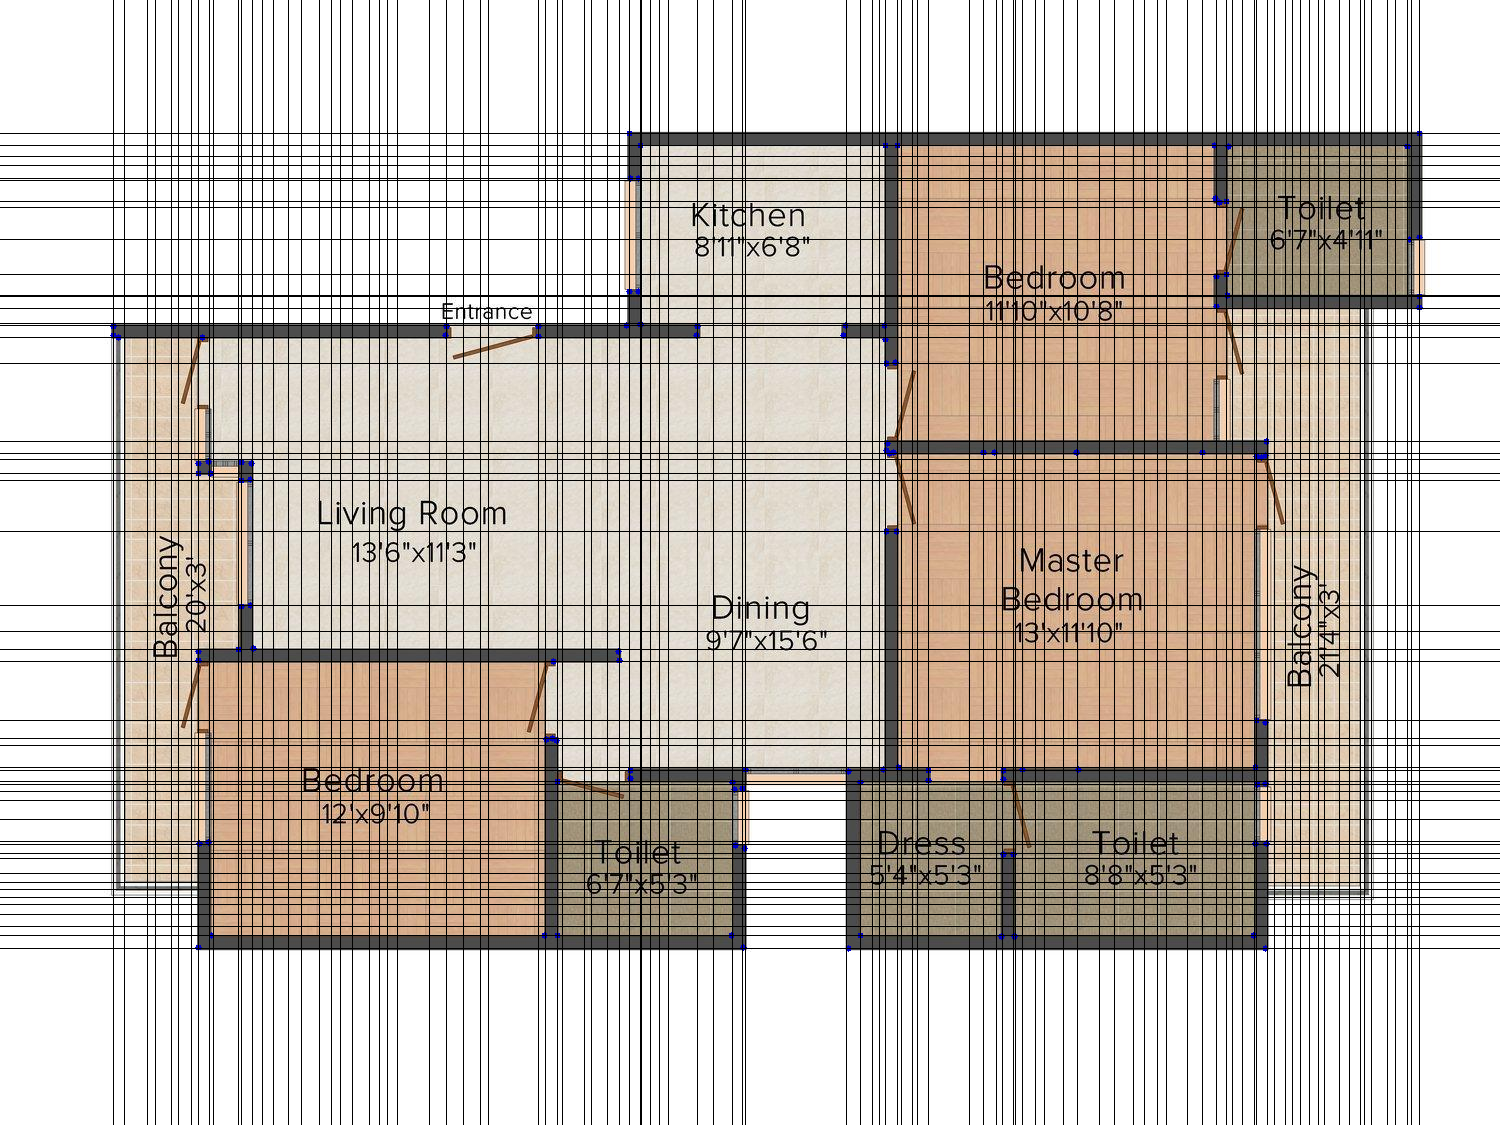 Kitchen
8'11"x6'8"
Toilet
6'7"x4'11"
Bedroom
11'10"x10'8"
Entrance
Living Room
13'6"x11'3"
Balcony
20'x3'
Dining
9'7"x15'6"
Master
Bedroom
13'x11'10"
Balcony
21'4"x3'
Bedroom
12'x9'10"
Toilet
6'7"x5'3"
Dress
5'4"x5'3"
Toilet
8'8"x5'3"